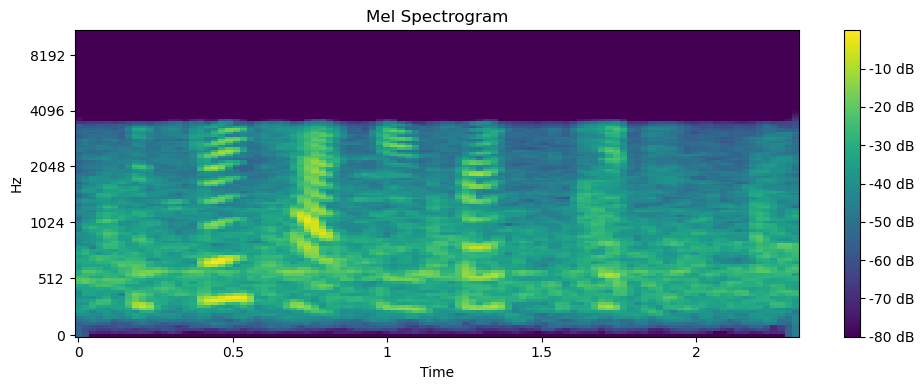 Mel Spectrogram
8192
4096
2048
1024
512
0
Hz
0
0.5
1
1.5
2
Time
-10 dB
-20 dB
-30 dB
-40 dB
-50 dB
-60 dB
-70 dB
-80 dB